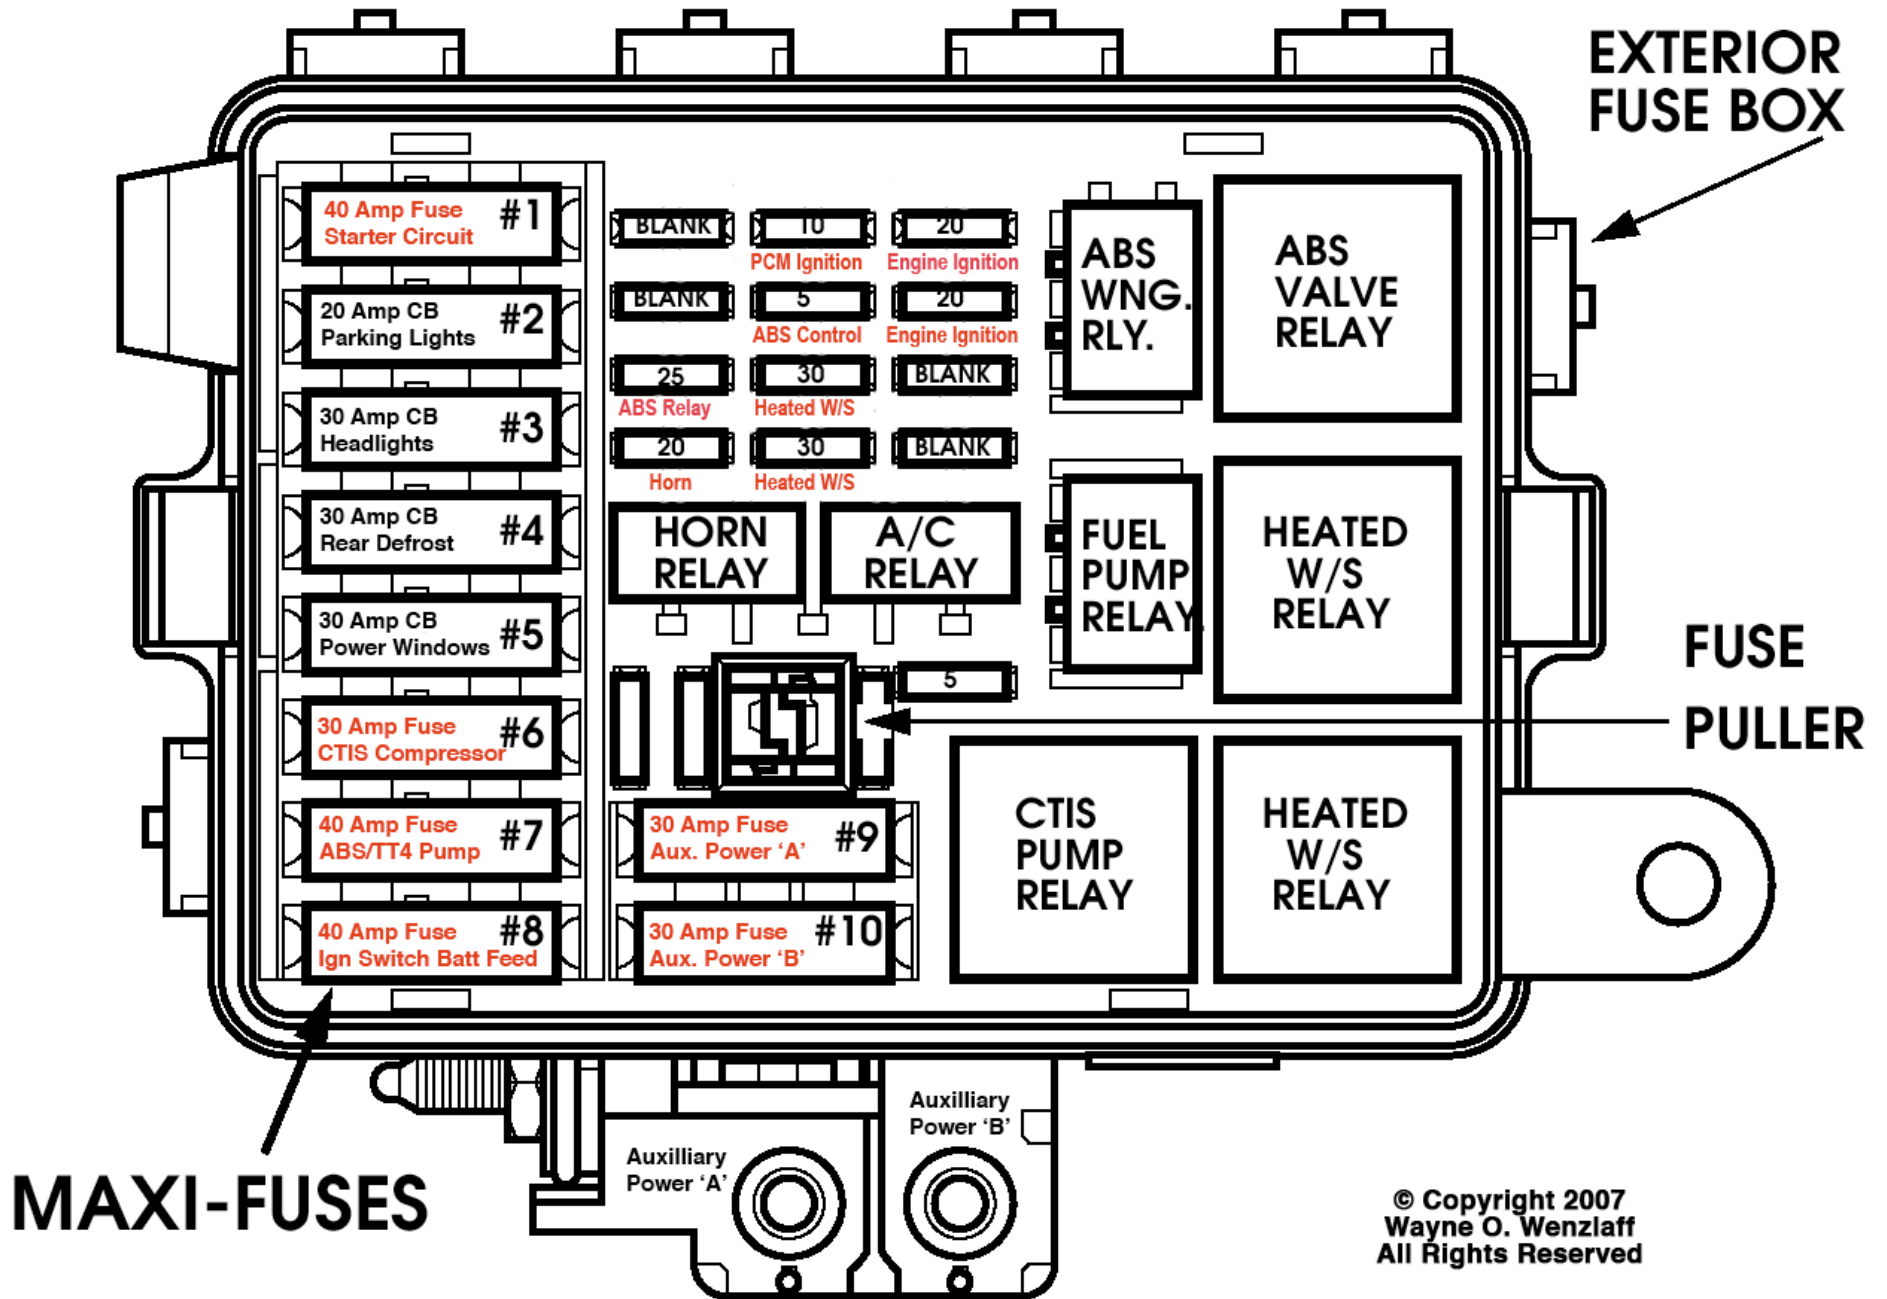 EXTERIOR
FUSE BOX
40 Amp Fuse #1
Starter Circuit
20 Amp CB #2
Parking Lights
30 Amp CB #3
Headlights
30 Amp CB #4
Rear Defrost
30 Amp CB #5
Power Windows
30 Amp Fuse #6
CTIS Compressor
40 Amp Fuse #7
ABS/TT4 Pump
40 Amp Fuse #8
Ign Switch Batt Feed
BLANK 10 20
PCM Ignition Engine Ignition
BLANK 5 20
ABS Control Engine Ignition
25 30 BLANK
ABS Relay Heated W/S
20 30 BLANK
Horn Heated W/S
HORN
RELAY
A/C
RELAY
5
30 Amp Fuse #9
Aux. Power ‘A’
30 Amp Fuse #10
Aux. Power ‘B’
ABS
WNG.
RLY.
ABS
VALVE
RELAY
FUEL
PUMP
RELAY.
HEATED
W/S
RELAY
CTIS
PUMP
RELAY
HEATED
W/S
RELAY
FUSE
PULLER
MAXI-FUSES
Auxilliary
Power ‘A’
Auxilliary
Power ‘B’
© Copyright 2007
Wayne O. Wenzlaff
All Rights Reserved